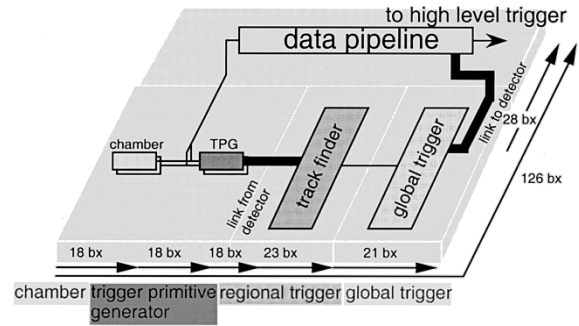 to high level trigger
data pipeline
chamber
TPG
link from
detector
track finder
global trigger
link to detector
28 bx
126 bx
18 bx
18 bx
18 bx
23 bx
21 bx
chamber
trigger primitive
generator
regional trigger
global trigger